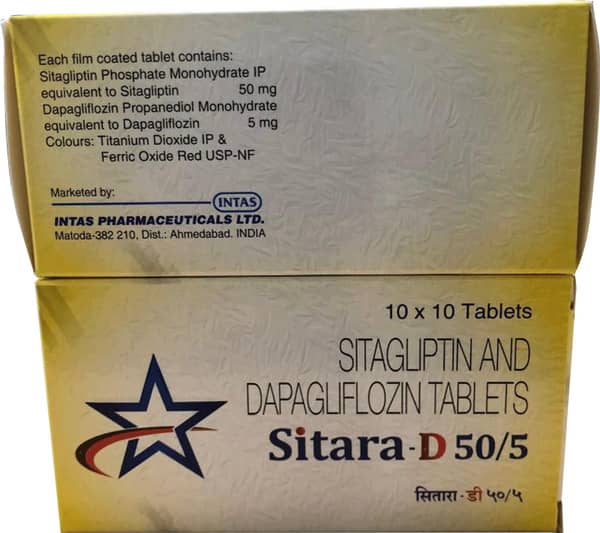 Each film coated tablet contains:
Sitagliptin Phosphate Monohydrate IP
equivalent to Sitagliptin 50 mg
Dapagliflozin Propanediol Monohydrate
equivalent to Dapagliflozin 5 mg
Colours: Titanium Dioxide IP &
Ferric Oxide Red USP-NF
Marketed by:
INTAS
INTAS PHARMACEUTICALS LTD.
Matoda-382 210, Dist.: Ahmedabad. INDIA
10 x 10 Tablets
SITAGLIPTIN AND
DAPAGLIFLOZIN TABLETS
Sitara-D 50/5
सितारा - डी ५०/५